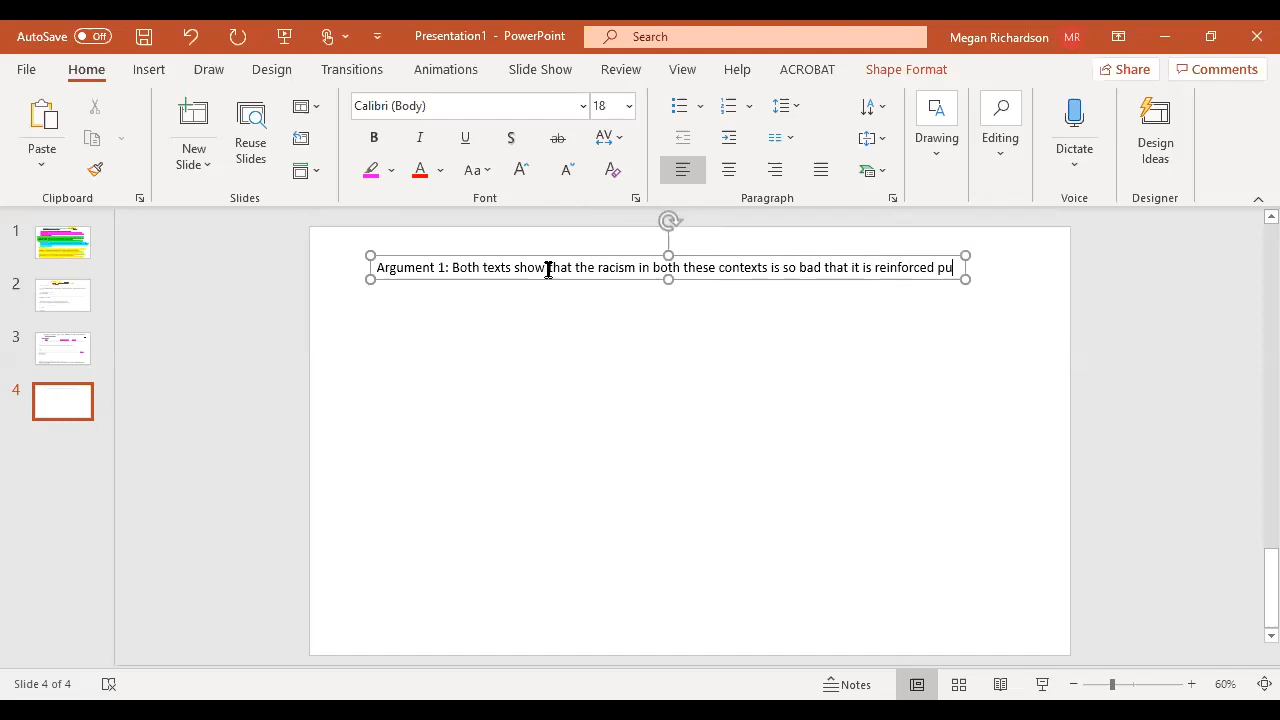 AutoSave Off Presentation1 - PowerPoint Search Megan Richardson MR
File Home Insert Draw Design Transitions Animations Slide Show Review View Help ACROBAT Shape Format Share Comments
Calibri (Body) 18
Paste New Slide Reuse Slides Drawing Editing Dictate Design Ideas
Clipboard Slides Font Paragraph Voice Designer
1
2
3
4
Argument 1: Both texts show that the racism in both these contexts is so bad that it is reinforced pu
Slide 4 of 4 Notes 60%